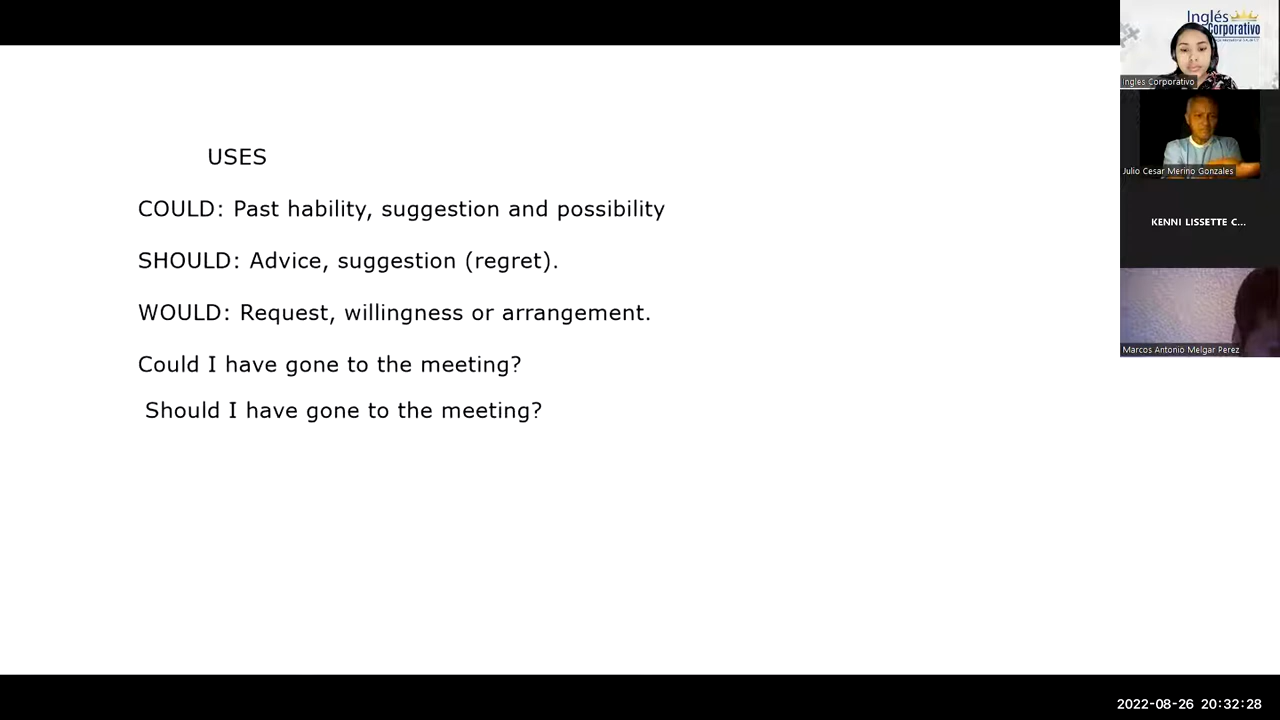 USES
COULD: Past hability, suggestion and possibility
SHOULD: Advice, suggestion (regret).
WOULD: Request, willingness or arrangement.
Could I have gone to the meeting?
Should I have gone to the meeting?
Inglés
Corporativo
Ingles Corporativo
Julio Cesar Merino Gonzales
KENNI LISSETTE C...
Marcos Antonio Melgar Perez
2022-08-26 20:32:28